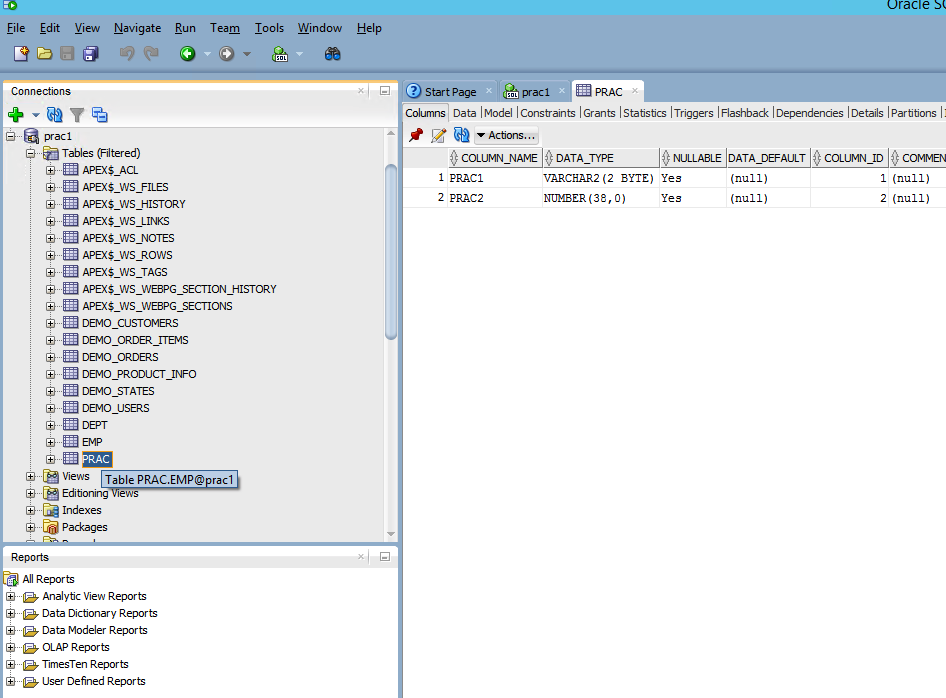 Oracle SQ
File Edit View Navigate Run Team Tools Window Help
SQL
Connections
prac1
Tables (Filtered)
APEX$_ACL
APEX$_WS_FILES
APEX$_WS_HISTORY
APEX$_WS_LINKS
APEX$_WS_NOTES
APEX$_WS_ROWS
APEX$_WS_TAGS
APEX$_WS_WEBPG_SECTION_HISTORY
APEX$_WS_WEBPG_SECTIONS
DEMO_CUSTOMERS
DEMO_ORDER_ITEMS
DEMO_ORDERS
DEMO_PRODUCT_INFO
DEMO_STATES
DEMO_USERS
DEPT
EMP
PRAC
Table PRAC.EMP@prac1
Views
Editioning Views
Indexes
Packages
Reports
All Reports
Analytic View Reports
Data Dictionary Reports
Data Modeler Reports
OLAP Reports
TimesTen Reports
User Defined Reports
Start Page prac1 PRAC
Columns Data Model Constraints Grants Statistics Triggers Flashback Dependencies Details Partitions
Actions...
COLUMN_NAME DATA_TYPE NULLABLE DATA_DEFAULT COLUMN_ID COMMEN
1 PRAC1 VARCHAR2(2 BYTE) Yes (null) 1 (null)
2 PRAC2 NUMBER(38,0) Yes (null) 2 (null)